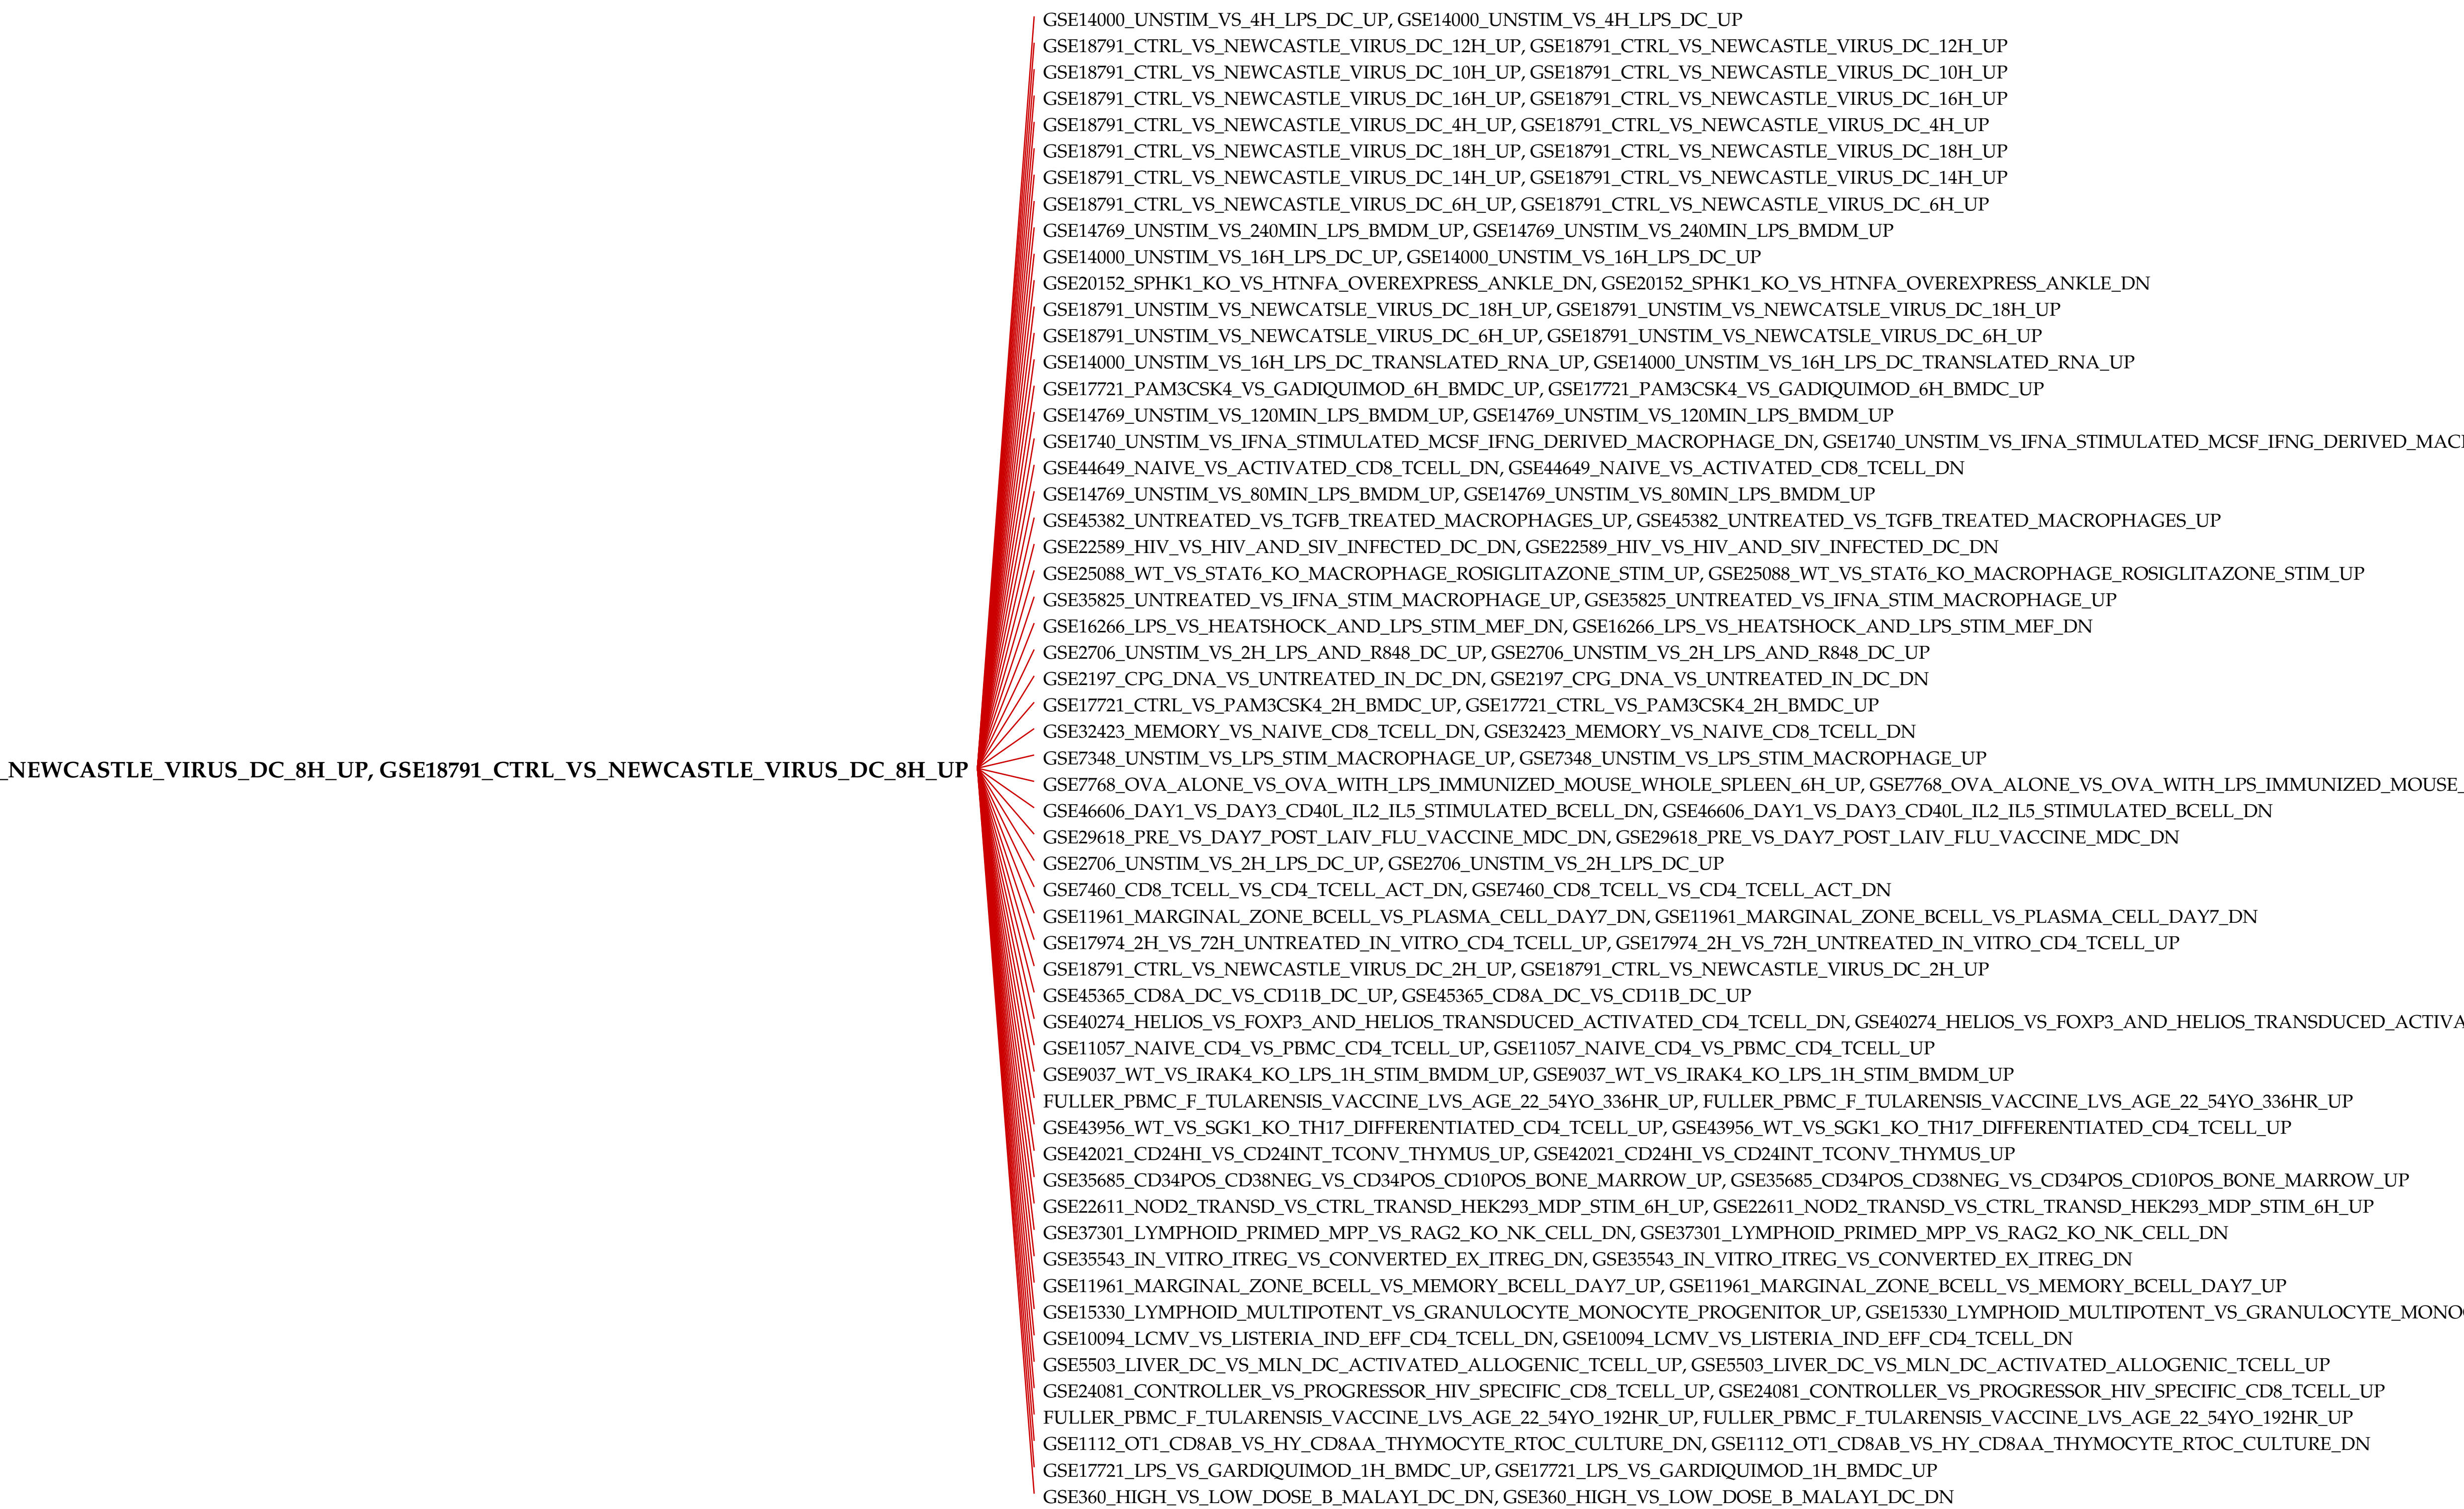 GSE14000_UNSTIM_VS_4H_LPS_DC_UP, GSE14000_UNSTIM_VS_4H_LPS_DC_UP
GSE18791_CTRL_VS_NEWCASTLE_VIRUS_DC_12H_UP, GSE18791_CTRL_VS_NEWCASTLE_VIRUS_DC_12H_UP
GSE18791_CTRL_VS_NEWCASTLE_VIRUS_DC_10H_UP, GSE18791_CTRL_VS_NEWCASTLE_VIRUS_DC_10H_UP
GSE18791_CTRL_VS_NEWCASTLE_VIRUS_DC_16H_UP, GSE18791_CTRL_VS_NEWCASTLE_VIRUS_DC_16H_UP
GSE18791_CTRL_VS_NEWCASTLE_VIRUS_DC_4H_UP, GSE18791_CTRL_VS_NEWCASTLE_VIRUS_DC_4H_UP
GSE18791_CTRL_VS_NEWCASTLE_VIRUS_DC_18H_UP, GSE18791_CTRL_VS_NEWCASTLE_VIRUS_DC_18H_UP
GSE18791_CTRL_VS_NEWCASTLE_VIRUS_DC_14H_UP, GSE18791_CTRL_VS_NEWCASTLE_VIRUS_DC_14H_UP
GSE18791_CTRL_VS_NEWCASTLE_VIRUS_DC_6H_UP, GSE18791_CTRL_VS_NEWCASTLE_VIRUS_DC_6H_UP
GSE14769_UNSTIM_VS_240MIN_LPS_BMDM_UP, GSE14769_UNSTIM_VS_240MIN_LPS_BMDM_UP
GSE14000_UNSTIM_VS_16H_LPS_DC_UP, GSE14000_UNSTIM_VS_16H_LPS_DC_UP
GSE20152_SPHK1_KO_VS_HTNFA_OVEREXPRESS_ANKLE_DN, GSE20152_SPHK1_KO_VS_HTNFA_OVEREXPRESS_ANKLE_DN
GSE18791_UNSTIM_VS_NEWCATSLE_VIRUS_DC_18H_UP, GSE18791_UNSTIM_VS_NEWCATSLE_VIRUS_DC_18H_UP
GSE18791_UNSTIM_VS_NEWCATSLE_VIRUS_DC_6H_UP, GSE18791_UNSTIM_VS_NEWCATSLE_VIRUS_DC_6H_UP
GSE14000_UNSTIM_VS_16H_LPS_DC_TRANSLATED_RNA_UP, GSE14000_UNSTIM_VS_16H_LPS_DC_TRANSLATED_RNA_UP
GSE17721_PAM3CSK4_VS_GADIQUIMOD_6H_BMDC_UP, GSE17721_PAM3CSK4_VS_GADIQUIMOD_6H_BMDC_UP
GSE14769_UNSTIM_VS_120MIN_LPS_BMDM_UP, GSE14769_UNSTIM_VS_120MIN_LPS_BMDM_UP
GSE1740_UNSTIM_VS_IFNA_STIMULATED_MCSF_IFNG_DERIVED_MACROPHAGE_DN, GSE1740_UNSTIM_VS_IFNA_STIMULATED_MCSF_IFNG_DERIVED_MAC
GSE44649_NAIVE_VS_ACTIVATED_CD8_TCELL_DN, GSE44649_NAIVE_VS_ACTIVATED_CD8_TCELL_DN
GSE14769_UNSTIM_VS_80MIN_LPS_BMDM_UP, GSE14769_UNSTIM_VS_80MIN_LPS_BMDM_UP
GSE45382_UNTREATED_VS_TGFB_TREATED_MACROPHAGES_UP, GSE45382_UNTREATED_VS_TGFB_TREATED_MACROPHAGES_UP
GSE22589_HIV_VS_HIV_AND_SIV_INFECTED_DC_DN, GSE22589_HIV_VS_HIV_AND_SIV_INFECTED_DC_DN
GSE25088_WT_VS_STAT6_KO_MACROPHAGE_ROSIGLITAZONE_STIM_UP, GSE25088_WT_VS_STAT6_KO_MACROPHAGE_ROSIGLITAZONE_STIM_UP
GSE35825_UNTREATED_VS_IFNA_STIM_MACROPHAGE_UP, GSE35825_UNTREATED_VS_IFNA_STIM_MACROPHAGE_UP
GSE16266_LPS_VS_HEATSHOCK_AND_LPS_STIM_MEF_DN, GSE16266_LPS_VS_HEATSHOCK_AND_LPS_STIM_MEF_DN
GSE2706_UNSTIM_VS_2H_LPS_AND_R848_DC_UP, GSE2706_UNSTIM_VS_2H_LPS_AND_R848_DC_UP
GSE2197_CPG_DNA_VS_UNTREATED_IN_DC_DN, GSE2197_CPG_DNA_VS_UNTREATED_IN_DC_DN
GSE17721_CTRL_VS_PAM3CSK4_2H_BMDC_UP, GSE17721_CTRL_VS_PAM3CSK4_2H_BMDC_UP
GSE32423_MEMORY_VS_NAIVE_CD8_TCELL_DN, GSE32423_MEMORY_VS_NAIVE_CD8_TCELL_DN
GSE7348_UNSTIM_VS_LPS_STIM_MACROPHAGE_UP, GSE7348_UNSTIM_VS_LPS_STIM_MACROPHAGE_UP
_NEWCASTLE_VIRUS_DC_8H_UP, GSE18791_CTRL_VS_NEWCASTLE_VIRUS_DC_8H_UP
GSE7768_OVA_ALONE_VS_OVA_WITH_LPS_IMMUNIZED_MOUSE_WHOLE_SPLEEN_6H_UP, GSE7768_OVA_ALONE_VS_OVA_WITH_LPS_IMMUNIZED_MOUSE_
GSE46606_DAY1_VS_DAY3_CD40L_IL2_IL5_STIMULATED_BCELL_DN, GSE46606_DAY1_VS_DAY3_CD40L_IL2_IL5_STIMULATED_BCELL_DN
GSE29618_PRE_VS_DAY7_POST_LAIV_FLU_VACCINE_MDC_DN, GSE29618_PRE_VS_DAY7_POST_LAIV_FLU_VACCINE_MDC_DN
GSE2706_UNSTIM_VS_2H_LPS_DC_UP, GSE2706_UNSTIM_VS_2H_LPS_DC_UP
GSE7460_CD8_TCELL_VS_CD4_TCELL_ACT_DN, GSE7460_CD8_TCELL_VS_CD4_TCELL_ACT_DN
GSE11961_MARGINAL_ZONE_BCELL_VS_PLASMA_CELL_DAY7_DN, GSE11961_MARGINAL_ZONE_BCELL_VS_PLASMA_CELL_DAY7_DN
GSE17974_2H_VS_72H_UNTREATED_IN_VITRO_CD4_TCELL_UP, GSE17974_2H_VS_72H_UNTREATED_IN_VITRO_CD4_TCELL_UP
GSE18791_CTRL_VS_NEWCASTLE_VIRUS_DC_2H_UP, GSE18791_CTRL_VS_NEWCASTLE_VIRUS_DC_2H_UP
GSE45365_CD8A_DC_VS_CD11B_DC_UP, GSE45365_CD8A_DC_VS_CD11B_DC_UP
GSE40274_HELIOS_VS_FOXP3_AND_HELIOS_TRANSDUCED_ACTIVATED_CD4_TCELL_DN, GSE40274_HELIOS_VS_FOXP3_AND_HELIOS_TRANSDUCED_ACTIVA
GSE11057_NAIVE_CD4_VS_PBMC_CD4_TCELL_UP, GSE11057_NAIVE_CD4_VS_PBMC_CD4_TCELL_UP
GSE9037_WT_VS_IRAK4_KO_LPS_1H_STIM_BMDM_UP, GSE9037_WT_VS_IRAK4_KO_LPS_1H_STIM_BMDM_UP
FULLER_PBMC_F_TULARENSIS_VACCINE_LVS_AGE_22_54YO_336HR_UP, FULLER_PBMC_F_TULARENSIS_VACCINE_LVS_AGE_22_54YO_336HR_UP
GSE43956_WT_VS_SGK1_KO_TH17_DIFFERENTIATED_CD4_TCELL_UP, GSE43956_WT_VS_SGK1_KO_TH17_DIFFERENTIATED_CD4_TCELL_UP
GSE42021_CD24HI_VS_CD24INT_TCONV_THYMUS_UP, GSE42021_CD24HI_VS_CD24INT_TCONV_THYMUS_UP
GSE35685_CD34POS_CD38NEG_VS_CD34POS_CD10POS_BONE_MARROW_UP, GSE35685_CD34POS_CD38NEG_VS_CD34POS_CD10POS_BONE_MARROW_UP
GSE22611_NOD2_TRANSD_VS_CTRL_TRANSD_HEK293_MDP_STIM_6H_UP, GSE22611_NOD2_TRANSD_VS_CTRL_TRANSD_HEK293_MDP_STIM_6H_UP
GSE37301_LYMPHOID_PRIMED_MPP_VS_RAG2_KO_NK_CELL_DN, GSE37301_LYMPHOID_PRIMED_MPP_VS_RAG2_KO_NK_CELL_DN
GSE35543_IN_VITRO_ITREG_VS_CONVERTED_EX_ITREG_DN, GSE35543_IN_VITRO_ITREG_VS_CONVERTED_EX_ITREG_DN
GSE11961_MARGINAL_ZONE_BCELL_VS_MEMORY_BCELL_DAY7_UP, GSE11961_MARGINAL_ZONE_BCELL_VS_MEMORY_BCELL_DAY7_UP
GSE15330_LYMPHOID_MULTIPOTENT_VS_GRANULOCYTE_MONOCYTE_PROGENITOR_UP, GSE15330_LYMPHOID_MULTIPOTENT_VS_GRANULOCYTE_MONO
GSE10094_LCMV_VS_LISTERIA_IND_EFF_CD4_TCELL_DN, GSE10094_LCMV_VS_LISTERIA_IND_EFF_CD4_TCELL_DN
GSE5503_LIVER_DC_VS_MLN_DC_ACTIVATED_ALLOGENIC_TCELL_UP, GSE5503_LIVER_DC_VS_MLN_DC_ACTIVATED_ALLOGENIC_TCELL_UP
GSE24081_CONTROLLER_VS_PROGRESSOR_HIV_SPECIFIC_CD8_TCELL_UP, GSE24081_CONTROLLER_VS_PROGRESSOR_HIV_SPECIFIC_CD8_TCELL_UP
FULLER_PBMC_F_TULARENSIS_VACCINE_LVS_AGE_22_54YO_192HR_UP, FULLER_PBMC_F_TULARENSIS_VACCINE_LVS_AGE_22_54YO_192HR_UP
GSE1112_OT1_CD8AB_VS_HY_CD8AA_THYMOCYTE_RTOC_CULTURE_DN, GSE1112_OT1_CD8AB_VS_HY_CD8AA_THYMOCYTE_RTOC_CULTURE_DN
GSE17721_LPS_VS_GARDIQUIMOD_1H_BMDC_UP, GSE17721_LPS_VS_GARDIQUIMOD_1H_BMDC_UP
GSE360_HIGH_VS_LOW_DOSE_B_MALAYI_DC_DN, GSE360_HIGH_VS_LOW_DOSE_B_MALAYI_DC_DN